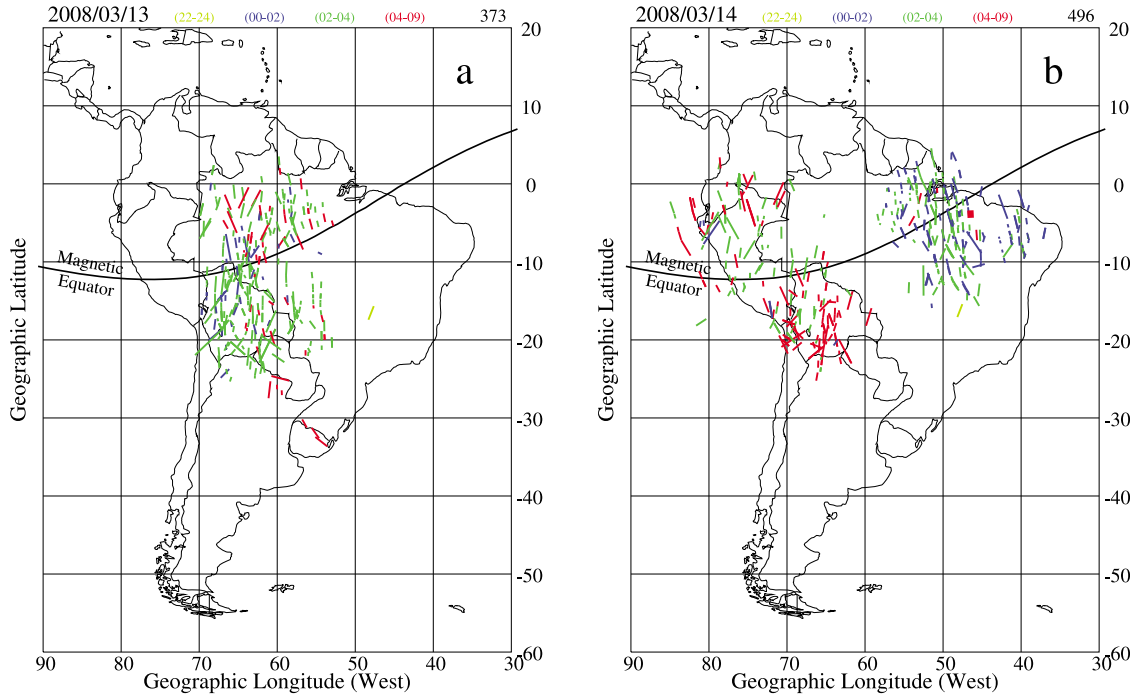 2008/03/13 (22-24) (00-02) (02-04) (04-09) 373
a
20
10
0
-10
-20
-30
-40
-50
-60
Magnetic
Equator
Geographic Latitude
90 80 70 60 50 40 30
Geographic Longitude (West)
2008/03/14 (22-24) (00-02) (02-04) (04-09) 496
b
20
10
0
-10
-20
-30
-40
-50
-60
Magnetic
Equator
Geographic Latitude
90 80 70 60 50 40 30
Geographic Longitude (West)